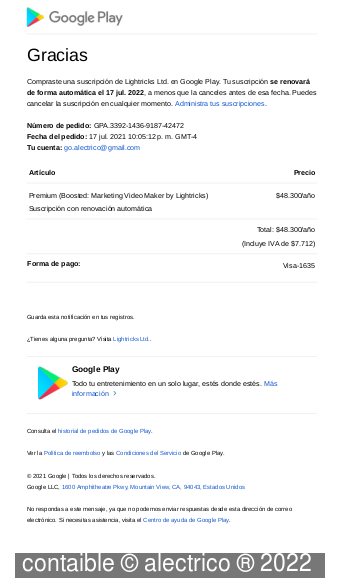 Google Play
Gracias
Compraste una suscripción de Lightricks Ltd. en Google Play. Tu suscripción se renovará
de forma automática el 17 jul. 2022, a menos que la canceles antes de esa fecha. Puedes
cancelar la suscripción en cualquier momento. Administra tus suscripciones.
Número de pedido: GPA.3392-1436-9187-42472
Fecha del pedido: 17 jul. 2021 10:05:12 p. m. GMT-4
Tu cuenta: go.alectrico@gmail.com
Artículo Precio
Premium (Boosted: Marketing Video Maker by Lightricks) $48.300/año
Suscripción con renovación automática
Total: $48.300/año
(Incluye IVA de $7.712)
Forma de pago: Visa-1635
Guarda esta notificación en tus registros.
¿Tienes alguna pregunta? Visita Lightricks Ltd..
Google Play
Todo tu entretenimiento en un solo lugar, estés donde estés. Más
información >
Consulta el historial de pedidos de Google Play.
Ver la Política de reembolso y las Condiciones del Servicio de Google Play.
© 2021 Google | Todos los derechos reservados.
Google LLC, 1600 Amphitheatre Pkwy, Mountain View, CA, 94043, Estados Unidos
No respondas a este mensaje, ya que no podemos enviar respuestas desde esta dirección de correo
electrónico. Si necesitas asistencia, visita el Centro de ayuda de Google Play.
contaible © alectrico ® 2022